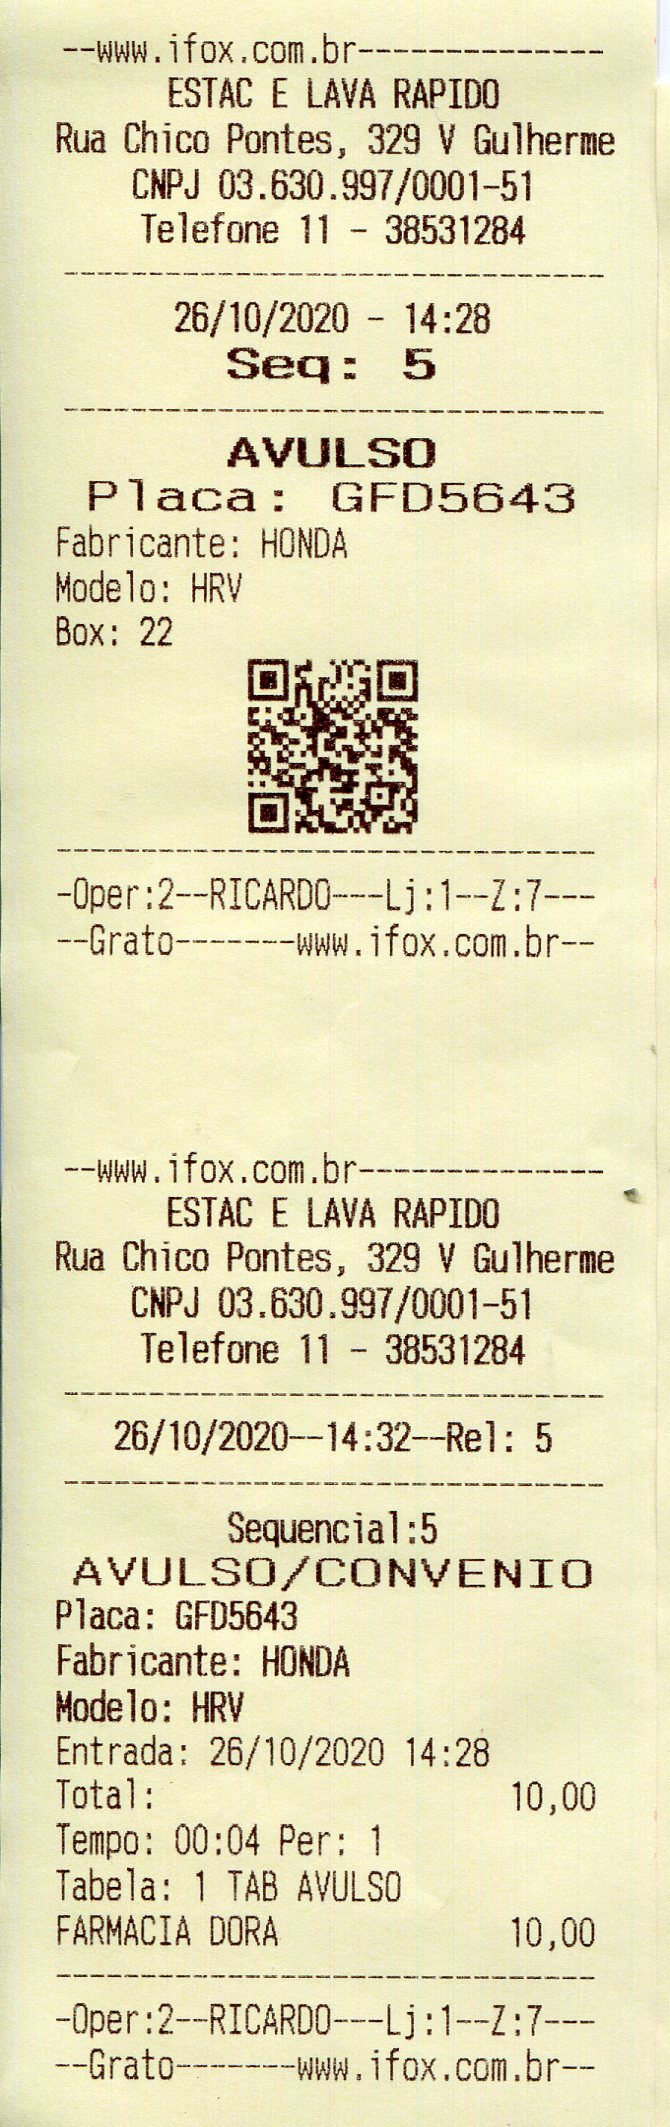 --www.ifox.com.br--------------
ESTAC E LAVA RAPIDO
Rua Chico Pontes, 329 V Gulherme
CNPJ 03.630.997/0001-51
Telefone 11 - 38531284
26/10/2020 - 14:28
Seq: 5
AVULSO
Placa: GFD5643
Fabricante: HONDA
Modelo: HRV
Box: 22
-Oper:2--RICARDO---Lj:1--Z:7---
--Grato-------www.ifox.com.br--
--www.ifox.com.br--------------
ESTAC E LAVA RAPIDO
Rua Chico Pontes, 329 V Gulherme
CNPJ 03.630.997/0001-51
Telefone 11 - 38531284
26/10/2020--14:32--Rel: 5
Sequencial:5
AVULSO/CONVENIO
Placa: GFD5643
Fabricante: HONDA
Modelo: HRV
Entrada: 26/10/2020 14:28
Total: 10,00
Tempo: 00:04 Per: 1
Tabela: 1 TAB AVULSO
FARMACIA DORA 10,00
-Oper:2--RICARDO---Lj:1--Z:7---
--Grato-------www.ifox.com.br--